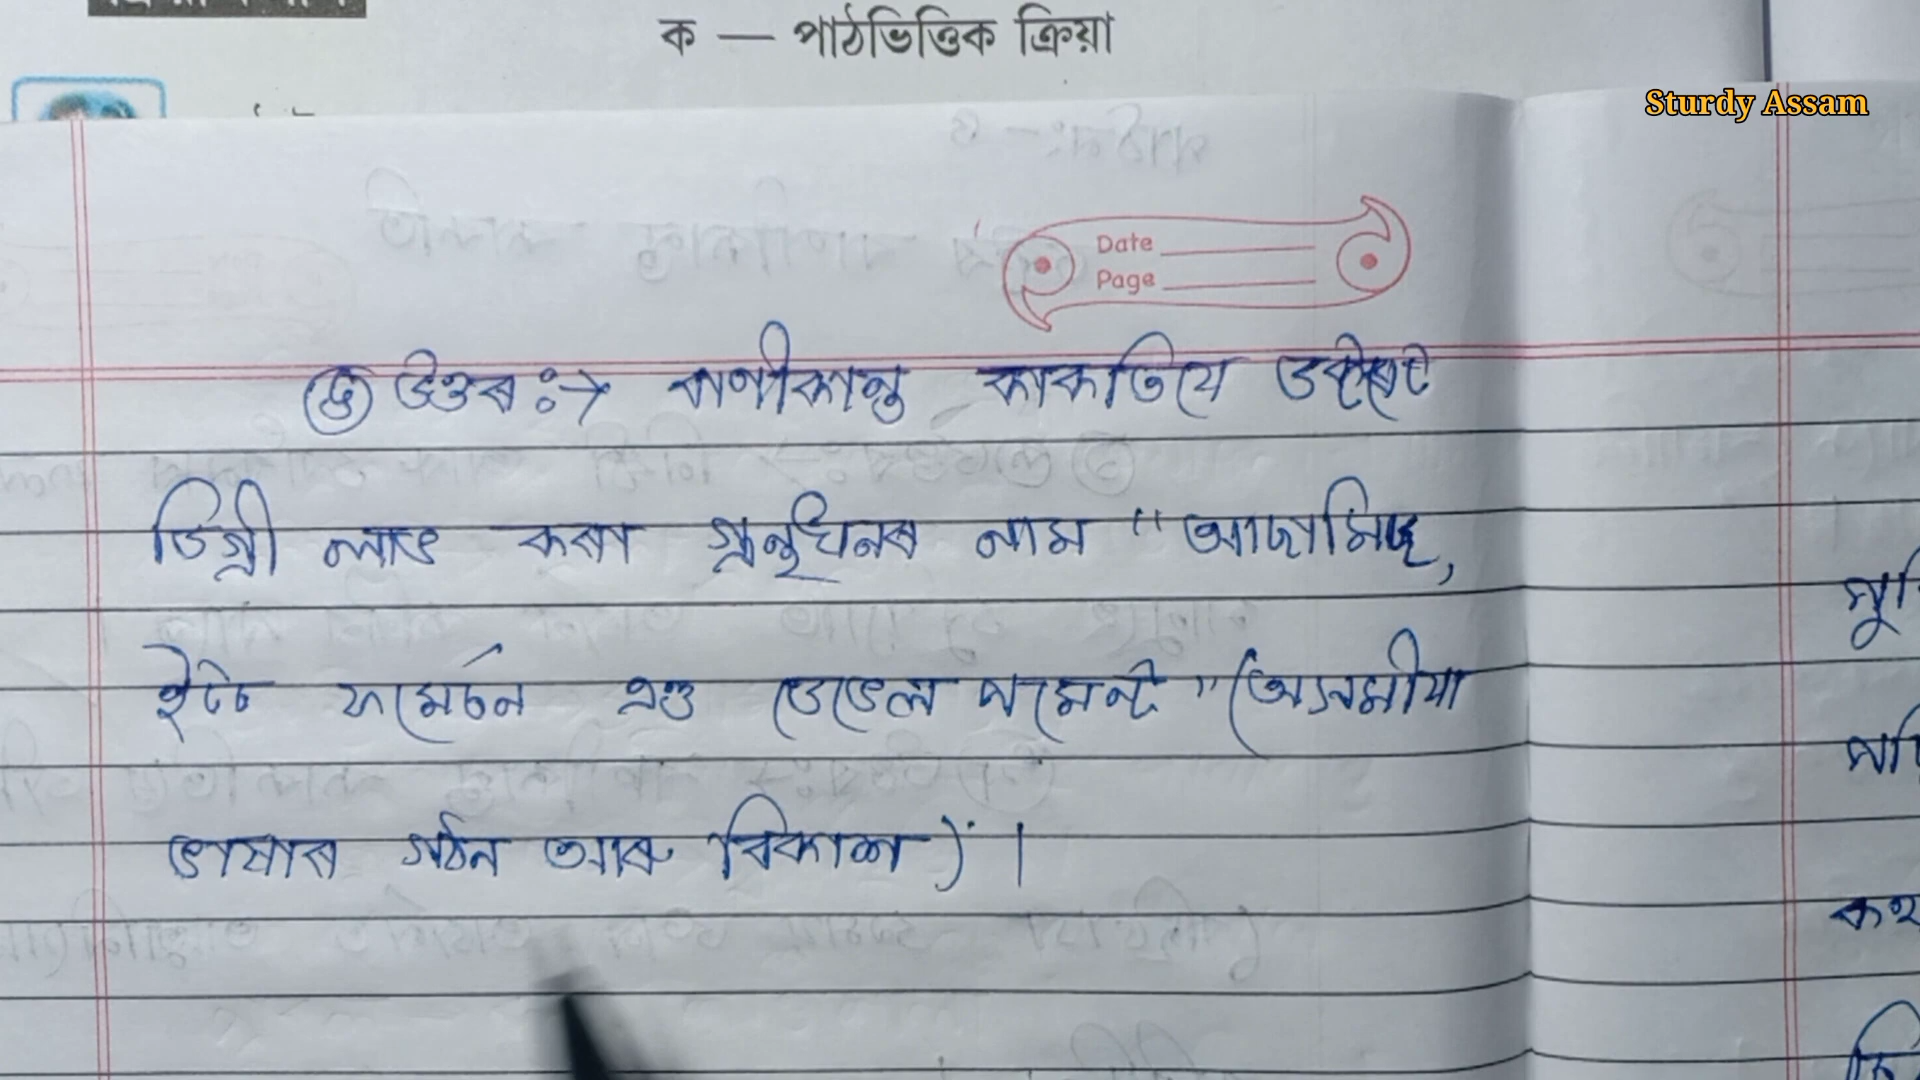 ক — পাঠভিত্তিক ক্ৰিয়া
Sturdy Assam
Date
Page
উত্তৰ :→ বাণীকান্ত কাকতিয়ে ডক্টৰেট
ডিগ্ৰী লাভ কৰা গ্ৰন্থখনৰ নাম "আছামিজ,
ইটচ ফৰ্মেচন এণ্ড ডেভেলপমেন্ট" (অসমীয়া
ভাষাৰ গঠন আৰু বিকাশ) ।